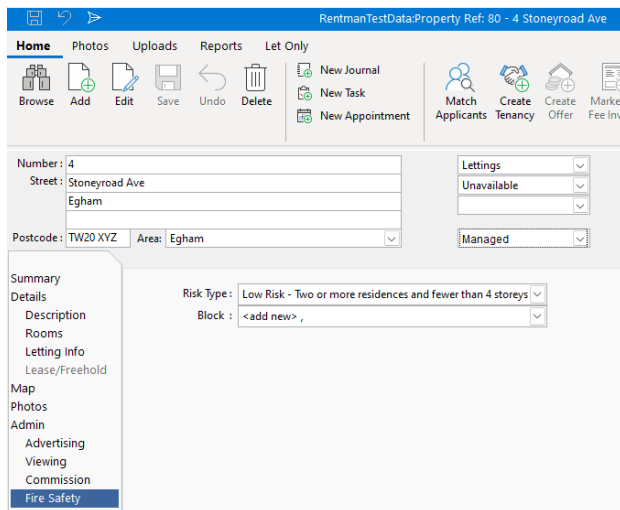 RentmanTestData:Property Ref: 80 - 4 Stoneyroad Ave
Home Photos Uploads Reports Let Only
Browse Add Edit Save Undo Delete
New Journal
New Task
New Appointment
Match Applicants
Create Tenancy
Create Offer
Fee
Number: 4
Lettings
Street: Stoneyroad Ave
Unavailable
Egham
Postcode: TW20 XYZ Area: Egham
Managed
Summary
Details
Description
Rooms
Letting Info
Lease/Freehold
Map
Photos
Admin
Advertising
Viewing
Commission
Fire Safety
Risk Type: Low Risk - Two or more residences and fewer than 4 storeys
Block : <add new> ,